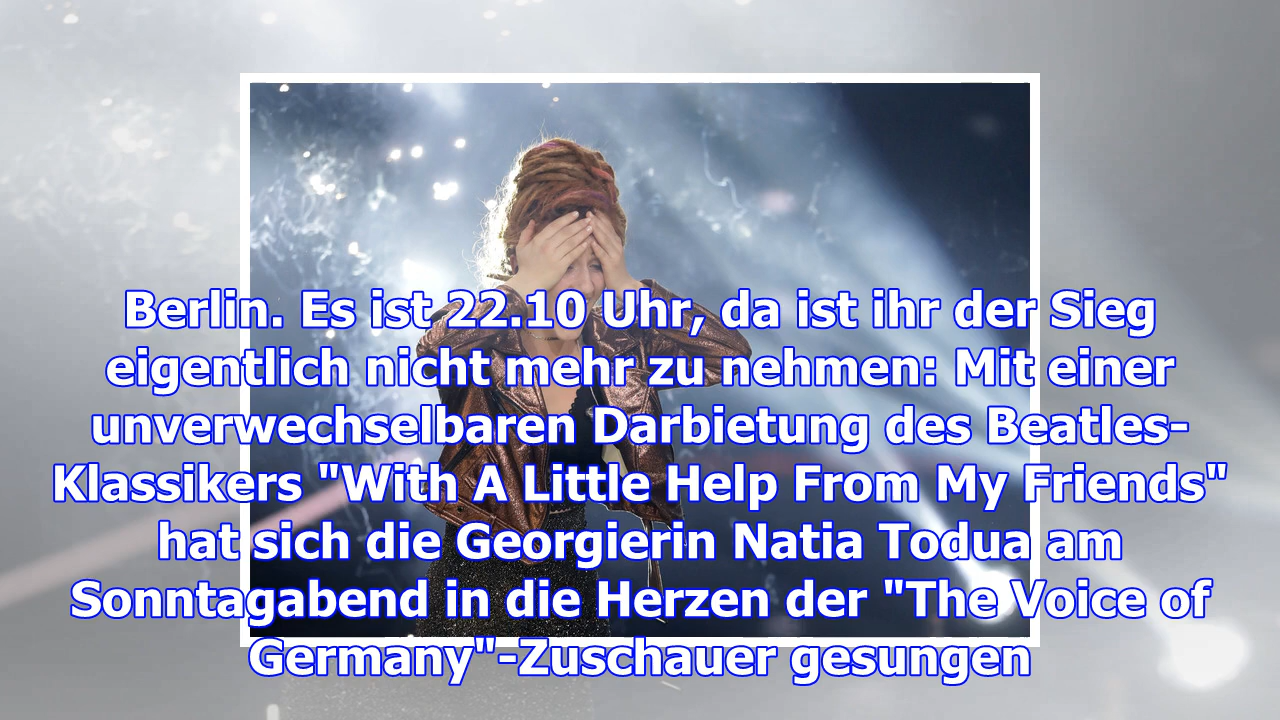 Berlin. Es ist 22.10 Uhr, da ist ihr der Sieg
eigentlich nicht mehr zu nehmen: Mit einer
unverwechselbaren Darbietung des Beatles-
Klassikers "With A Little Help From My Friends"
hat sich die Georgierin Natia Todua am
Sonntagabend in die Herzen der "The Voice of
Germany"-Zuschauer gesungen